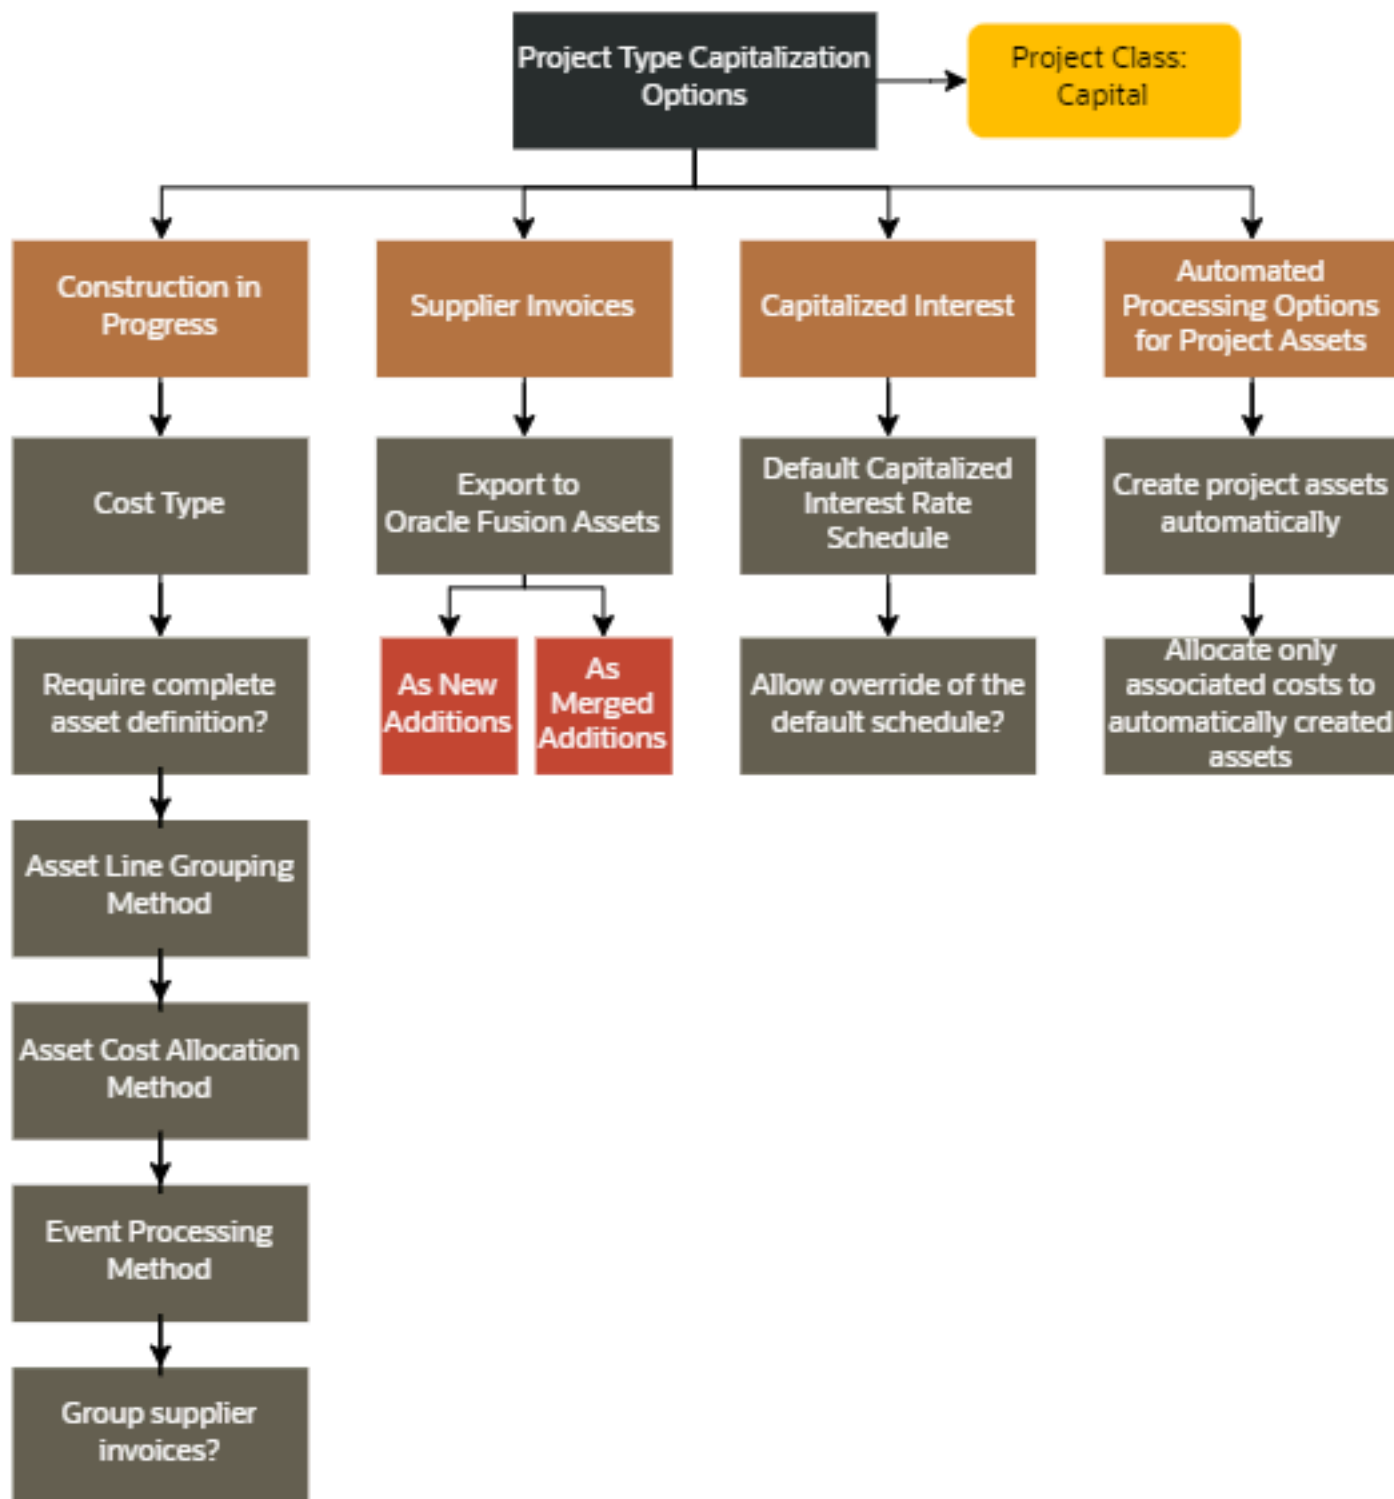 Project Type Capitalization
Options
Project Class:
Capital
Construction in
Progress
Supplier Invoices
Capitalized Interest
Automated
Processing Options
for Project Assets
Cost Type
Export to
Oracle Fusion Assets
Default Capitalized
Interest Rate
Schedule
Create project assets
automatically
Require complete
asset definition?
As New
Additions
As
Merged
Additions
Allow override of the
default schedule?
Allocate only
associated costs to
automatically created
assets
Asset Line Grouping
Method
Asset Cost Allocation
Method
Event Processing
Method
Group supplier
invoices?